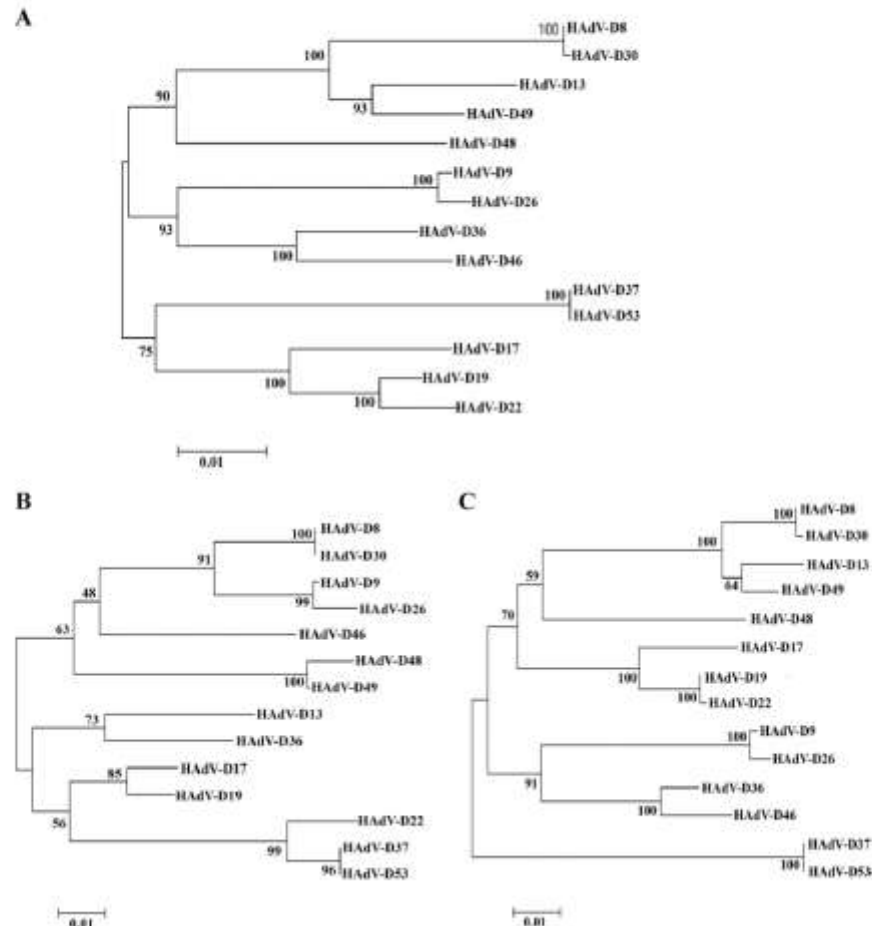 A
100 HAdV-D8
100
HAdV-D30
90
HAdV-D13
93
HAdV-D49
HAdV-D48
HAdV-D9
100
HAdV-D26
93
HAdV-D36
100
HAdV-D46
HAdV-D37
100
HAdV-D53
75
HAdV-D17
100
HAdV-D19
100
HAdV-D22
0.01
B
100 HAdV-D8
91
HAdV-D30
48
HAdV-D9
99
HAdV-D26
63
HAdV-D46
HAdV-D48
100
HAdV-D49
73
HAdV-D13
HAdV-D36
85
HAdV-D17
HAdV-D19
56
HAdV-D22
99
HAdV-D37
96
HAdV-D53
0.01
C
100 HAdV-D8
100
HAdV-D30
59
HAdV-D13
64
HAdV-D49
70
HAdV-D48
HAdV-D17
100
HAdV-D19
100
HAdV-D22
100
HAdV-D9
HAdV-D26
91
HAdV-D36
100
HAdV-D46
HAdV-D37
100
HAdV-D53
0.01